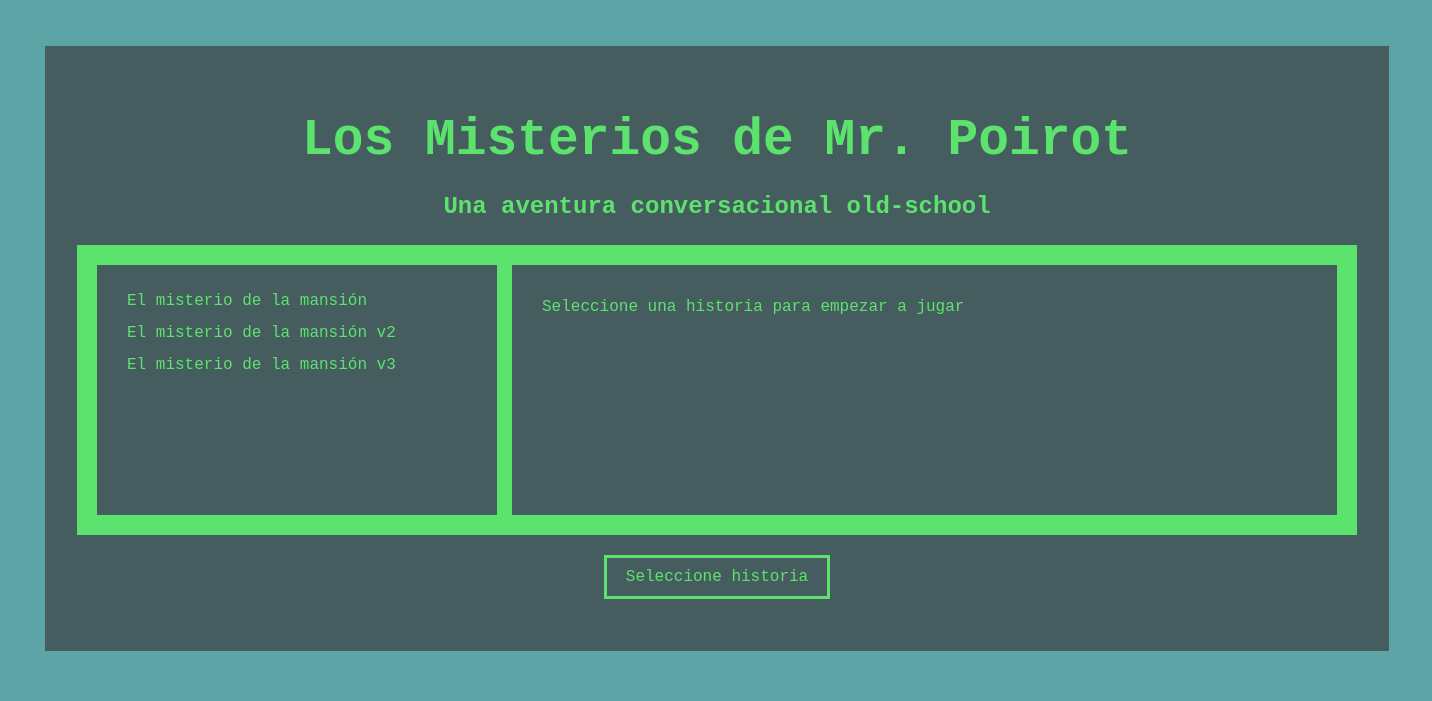 Los Misterios de Mr. Poirot
Una aventura conversacional old-school
El misterio de la mansión
El misterio de la mansión v2
El misterio de la mansión v3
Seleccione una historia para empezar a jugar
Seleccione historia